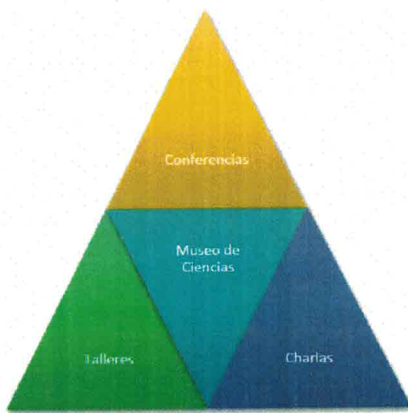 Conferencias
Museo de
Ciencias
Talleres
Charlas